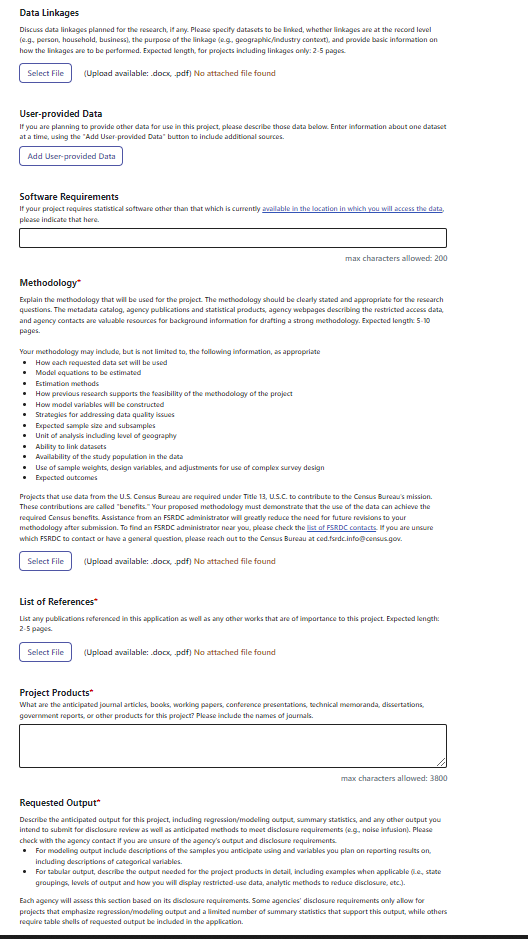 Data Linkages
Discuss data linkages planned for the research, if any. Please specify datasets to be linked, whether linkages are at the record level
(e.g., person, household, business), the purpose of the linkage (e.g., geographic/industry context), and provide basic information on
how the linkages are to be performed. Expected length, for projects including linkages only: 2-5 pages.
Select File (Upload available: .docx, .pdf) No attached file found
User-provided Data
If you are planning to provide other data for use in this project, please describe those data below. Enter information about one dataset
at a time, using the "Add User-provided Data" button to include additional sources.
Add User-provided Data
Software Requirements
If your project requires statistical software other than that which is currently available in the location in which you will access the data,
please indicate that here.
max characters allowed: 200
Methodology*
Explain the methodology that will be used for the project. The methodology should be clearly stated and appropriate for the research
questions. The metadata catalog, agency publications and statistical products, agency webpages describing the restricted access data,
and agency contacts are valuable resources for background information for drafting a strong methodology. Expected length: 5-10
pages.
Your methodology may include, but is not limited to, the following information, as appropriate
• How each requested data set will be used
• Model equations to be estimated
• Estimation methods
• How previous research supports the feasibility of the methodology of the project
• How model variables will be constructed
• Strategies for addressing data quality issues
• Expected sample size and subsamples
• Unit of analysis including level of geography
• Ability to link datasets
• Availability of the study population in the data
• Use of sample weights, design variables, and adjustments for use of complex survey design
• Expected outcomes
Projects that use data from the U.S. Census Bureau are required under Title 13, U.S.C. to contribute to the Census Bureau's mission.
These contributions are called "benefits." Your proposed methodology must demonstrate that the use of the data can achieve the
required Census benefits. Assistance from an FSRDC administrator will greatly reduce the need for future revisions to your
methodology after submission. To find an FSRDC administrator near you, please check the list of FSRDC contacts. If you are unsure
which FSRDC to contact or have a general question, please reach out to the Census Bureau at ced.fsrdc.info@census.gov.
Select File (Upload available: .docx, .pdf) No attached file found
List of References*
List any publications referenced in this application as well as any other works that are of importance to this project. Expected length:
2-5 pages.
Select File (Upload available: .docx, .pdf) No attached file found
Project Products*
What are the anticipated journal articles, books, working papers, conference presentations, technical memoranda, dissertations,
government reports, or other products for this project? Please include the names of journals.
max characters allowed: 3800
Requested Output*
Describe the anticipated output for this project, including regression/modeling output, summary statistics, and any other output you
intend to submit for disclosure review as well as anticipated methods to meet disclosure requirements (e.g., noise infusion). Please
check with the agency contact if you are unsure of the agency's output and disclosure requirements.
• For modeling output include descriptions of the samples you anticipate using and variables you plan on reporting results on,
including descriptions of categorical variables.
• For tabular output, describe the output needed for the project products in detail, including examples when applicable (i.e., state
groupings, levels of output and how you will display restricted-use data, analytic methods to reduce disclosure, etc.).
Each agency will assess this section based on its disclosure requirements. Some agencies' disclosure requirements only allow for
projects that emphasize regression/modeling output and a limited number of summary statistics that support this output, while others
require table shells of requested output be included in the application.